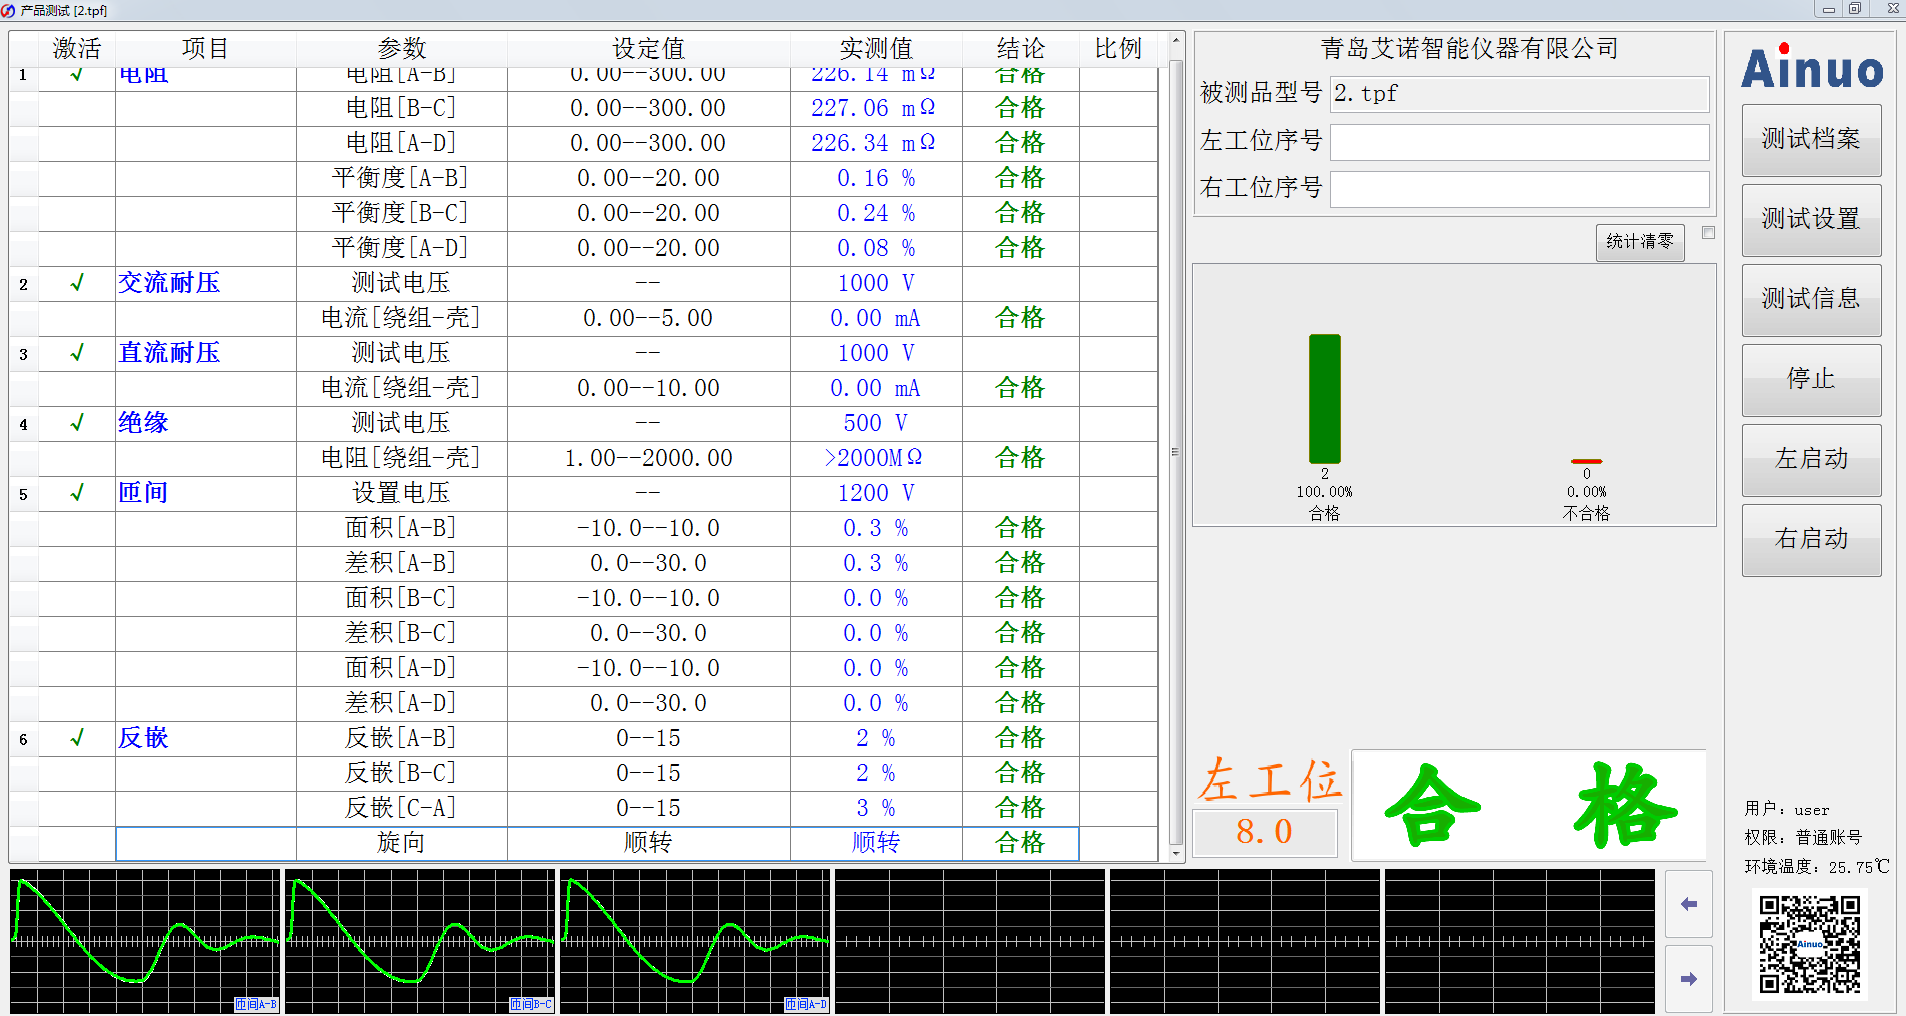 产品测试 [2.tpf]
激活 项目 参数 设定值 实测值 结论 比例
1 √ 电阻 电阻[A-B] 0.00--300.00 226.14 mΩ 合格
电阻[B-C] 0.00--300.00 227.06 mΩ 合格
电阻[A-D] 0.00--300.00 226.34 mΩ 合格
平衡度[A-B] 0.00--20.00 0.16 % 合格
平衡度[B-C] 0.00--20.00 0.24 % 合格
平衡度[A-D] 0.00--20.00 0.08 % 合格
2 √ 交流耐压 测试电压 -- 1000 V
电流[绕组-壳] 0.00--5.00 0.00 mA 合格
3 √ 直流耐压 测试电压 -- 1000 V
电流[绕组-壳] 0.00--10.00 0.00 mA 合格
4 √ 绝缘 测试电压 -- 500 V
电阻[绕组-壳] 1.00--2000.00 >2000MΩ 合格
5 √ 匝间 设置电压 -- 1200 V
面积[A-B] -10.0--10.0 0.3 % 合格
差积[A-B] 0.0--30.0 0.3 % 合格
面积[B-C] -10.0--10.0 0.0 % 合格
差积[B-C] 0.0--30.0 0.0 % 合格
面积[A-D] -10.0--10.0 0.0 % 合格
差积[A-D] 0.0--30.0 0.0 % 合格
6 √ 反嵌 反嵌[A-B] 0--15 2 % 合格
反嵌[B-C] 0--15 2 % 合格
反嵌[C-A] 0--15 3 % 合格
旋向 顺转 顺转 合格
匝间A-B
匝间B-C
匝间A-D
青岛艾诺智能仪器有限公司
被测品型号 2.tpf
左工位序号
右工位序号
统计清零
2
100.00%
合格
0
0.00%
不合格
左工位
8.0
合格
Ainuo
测试档案
测试设置
测试信息
停止
左启动
右启动
用户: user
权限: 普通账号
环境温度: 25.75℃
Ainuo